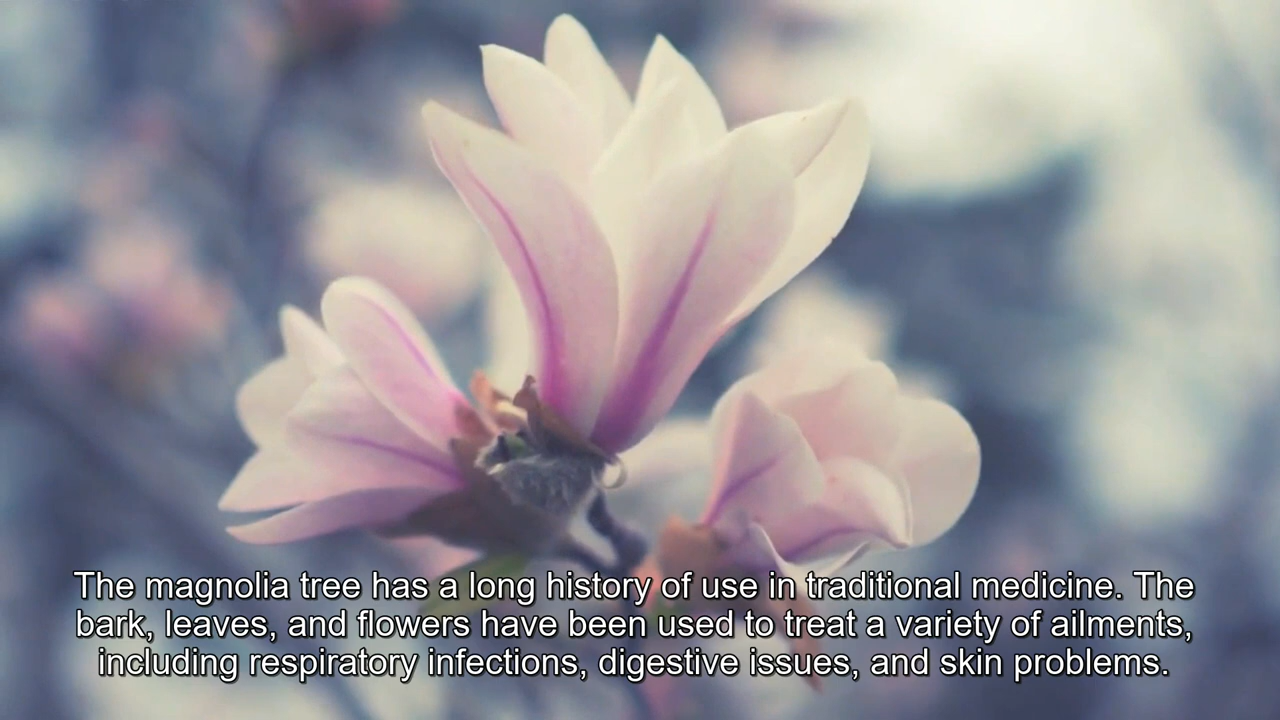 The magnolia tree has a long history of use in traditional medicine. The
bark, leaves, and flowers have been used to treat a variety of ailments,
including respiratory infections, digestive issues, and skin problems.